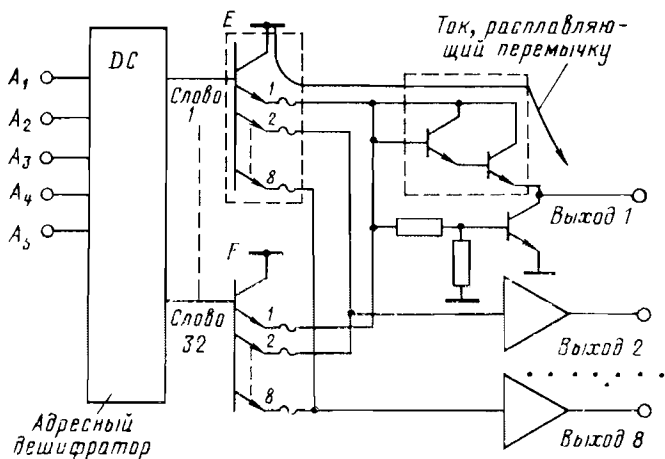 DC
E
Ток, расплавляю-
щий перемычку
A₁
A₂
A₃
A₄
A₅
Слово
1
1
2
8
Выход 1
F
Слово
32
1
2
8
Выход 2
Выход 8
Адресный
дешифратор